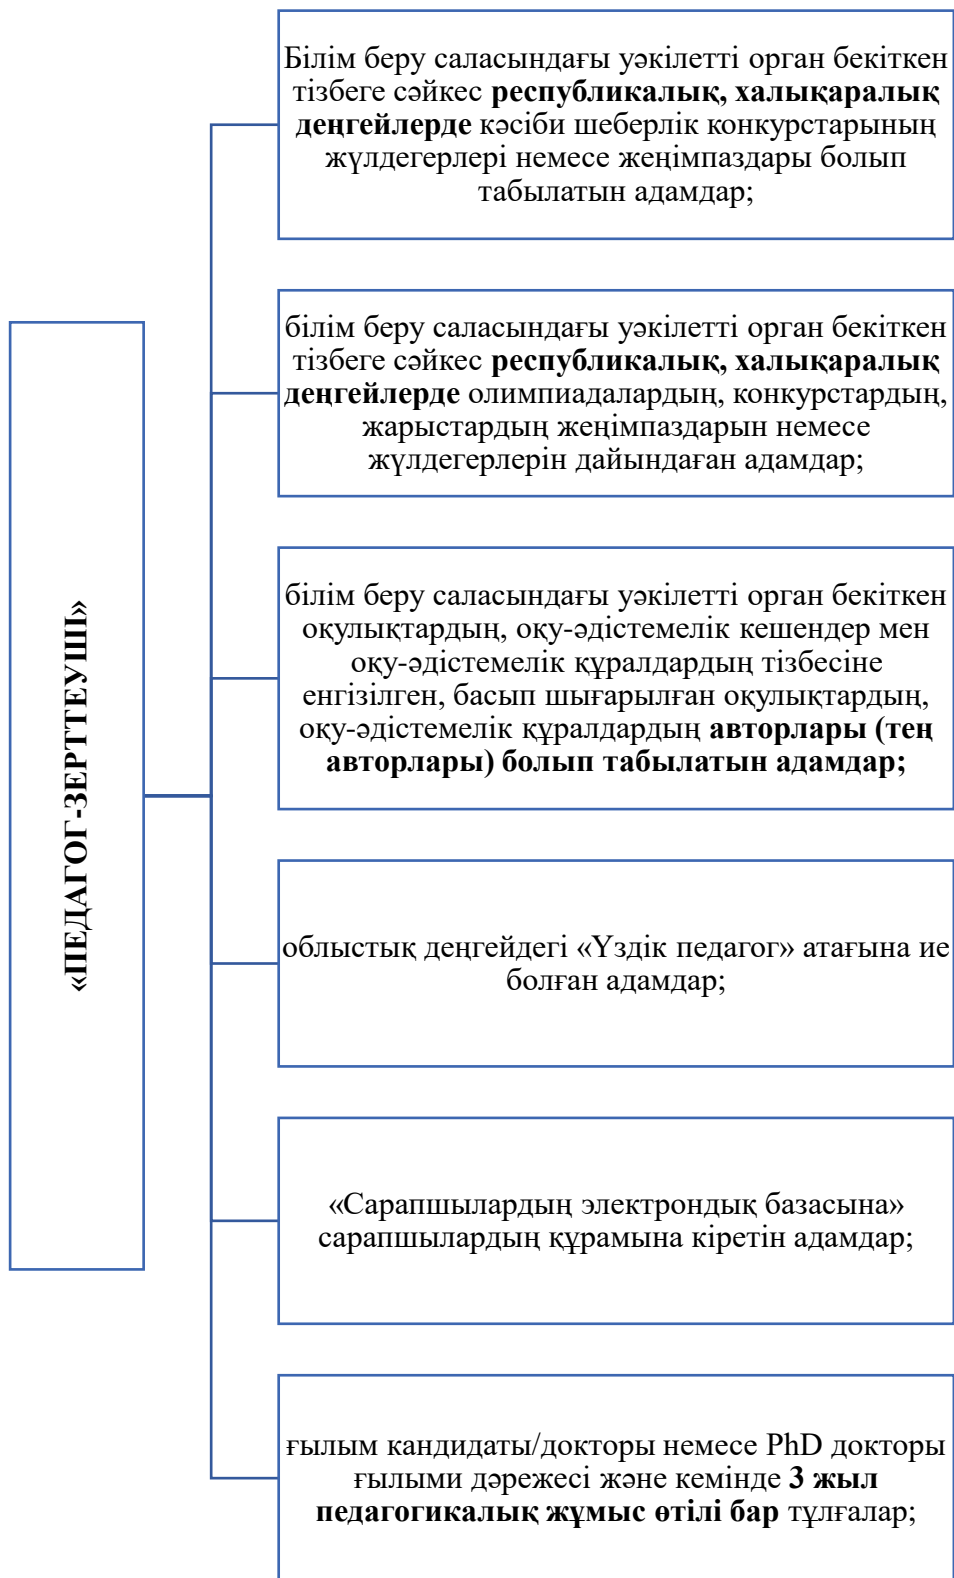 «ПЕДАГОГ-ЗЕРТТЕУШІ»
Білім беру саласындағы уәкілетті орган бекіткен
тізбеге сәйкес республикалық, халықаралық
деңгейлерде кәсіби шеберлік конкурстарының
жүлдегерлері немесе жеңімпаздары болып
табылатын адамдар;
білім беру саласындағы уәкілетті орган бекіткен
тізбеге сәйкес республикалық, халықаралық
деңгейлерде олимпиадалардың, конкурстардың,
жарыстардың жеңімпаздарын немесе
жүлдегерлерін дайындаған адамдар;
білім беру саласындағы уәкілетті орган бекіткен
оқулықтардың, оқу-әдістемелік кешендер мен
оқу-әдістемелік құралдардың тізбесіне
енгізілген, басып шығарылған оқулықтардың,
оқу-әдістемелік құралдардың авторлары (тең
авторлары) болып табылатын адамдар;
облыстық деңгейдегі «Үздік педагог» атағына ие
болған адамдар;
«Сарапшылардың электрондық базасына»
сарапшылардың құрамына кіретін адамдар;
ғылым кандидаты/докторы немесе PhD докторы
ғылыми дәрежесі және кемінде 3 жыл
педагогикалық жұмыс өтілі бар тұлғалар;